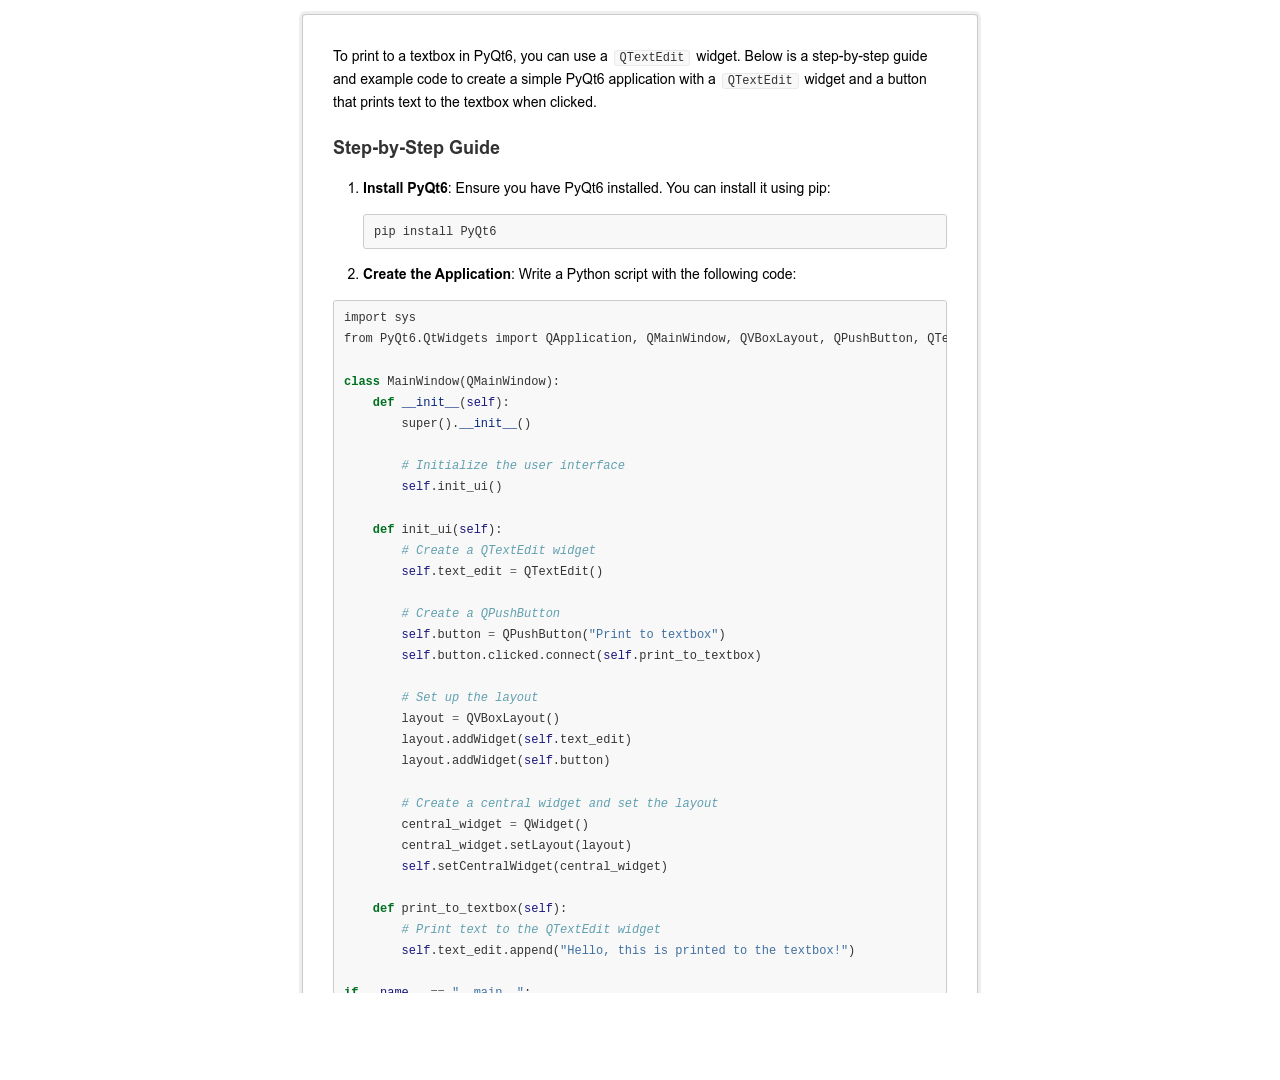 To print to a textbox in PyQt6, you can use a QTextEdit widget. Below is a step-by-step guide
and example code to create a simple PyQt6 application with a QTextEdit widget and a button
that prints text to the textbox when clicked.
Step-by-Step Guide
1. Install PyQt6: Ensure you have PyQt6 installed. You can install it using pip:
pip install PyQt6
2. Create the Application: Write a Python script with the following code:
import sys
from PyQt6.QtWidgets import QApplication, QMainWindow, QVBoxLayout, QPushButton, QTe
class MainWindow(QMainWindow):
    def __init__(self):
        super().__init__()
        # Initialize the user interface
        self.init_ui()
    def init_ui(self):
        # Create a QTextEdit widget
        self.text_edit = QTextEdit()
        # Create a QPushButton
        self.button = QPushButton("Print to textbox")
        self.button.clicked.connect(self.print_to_textbox)
        # Set up the layout
        layout = QVBoxLayout()
        layout.addWidget(self.text_edit)
        layout.addWidget(self.button)
        # Create a central widget and set the layout
        central_widget = QWidget()
        central_widget.setLayout(layout)
        self.setCentralWidget(central_widget)
    def print_to_textbox(self):
        # Print text to the QTextEdit widget
        self.text_edit.append("Hello, this is printed to the textbox!")
if __name__ == "__main__":